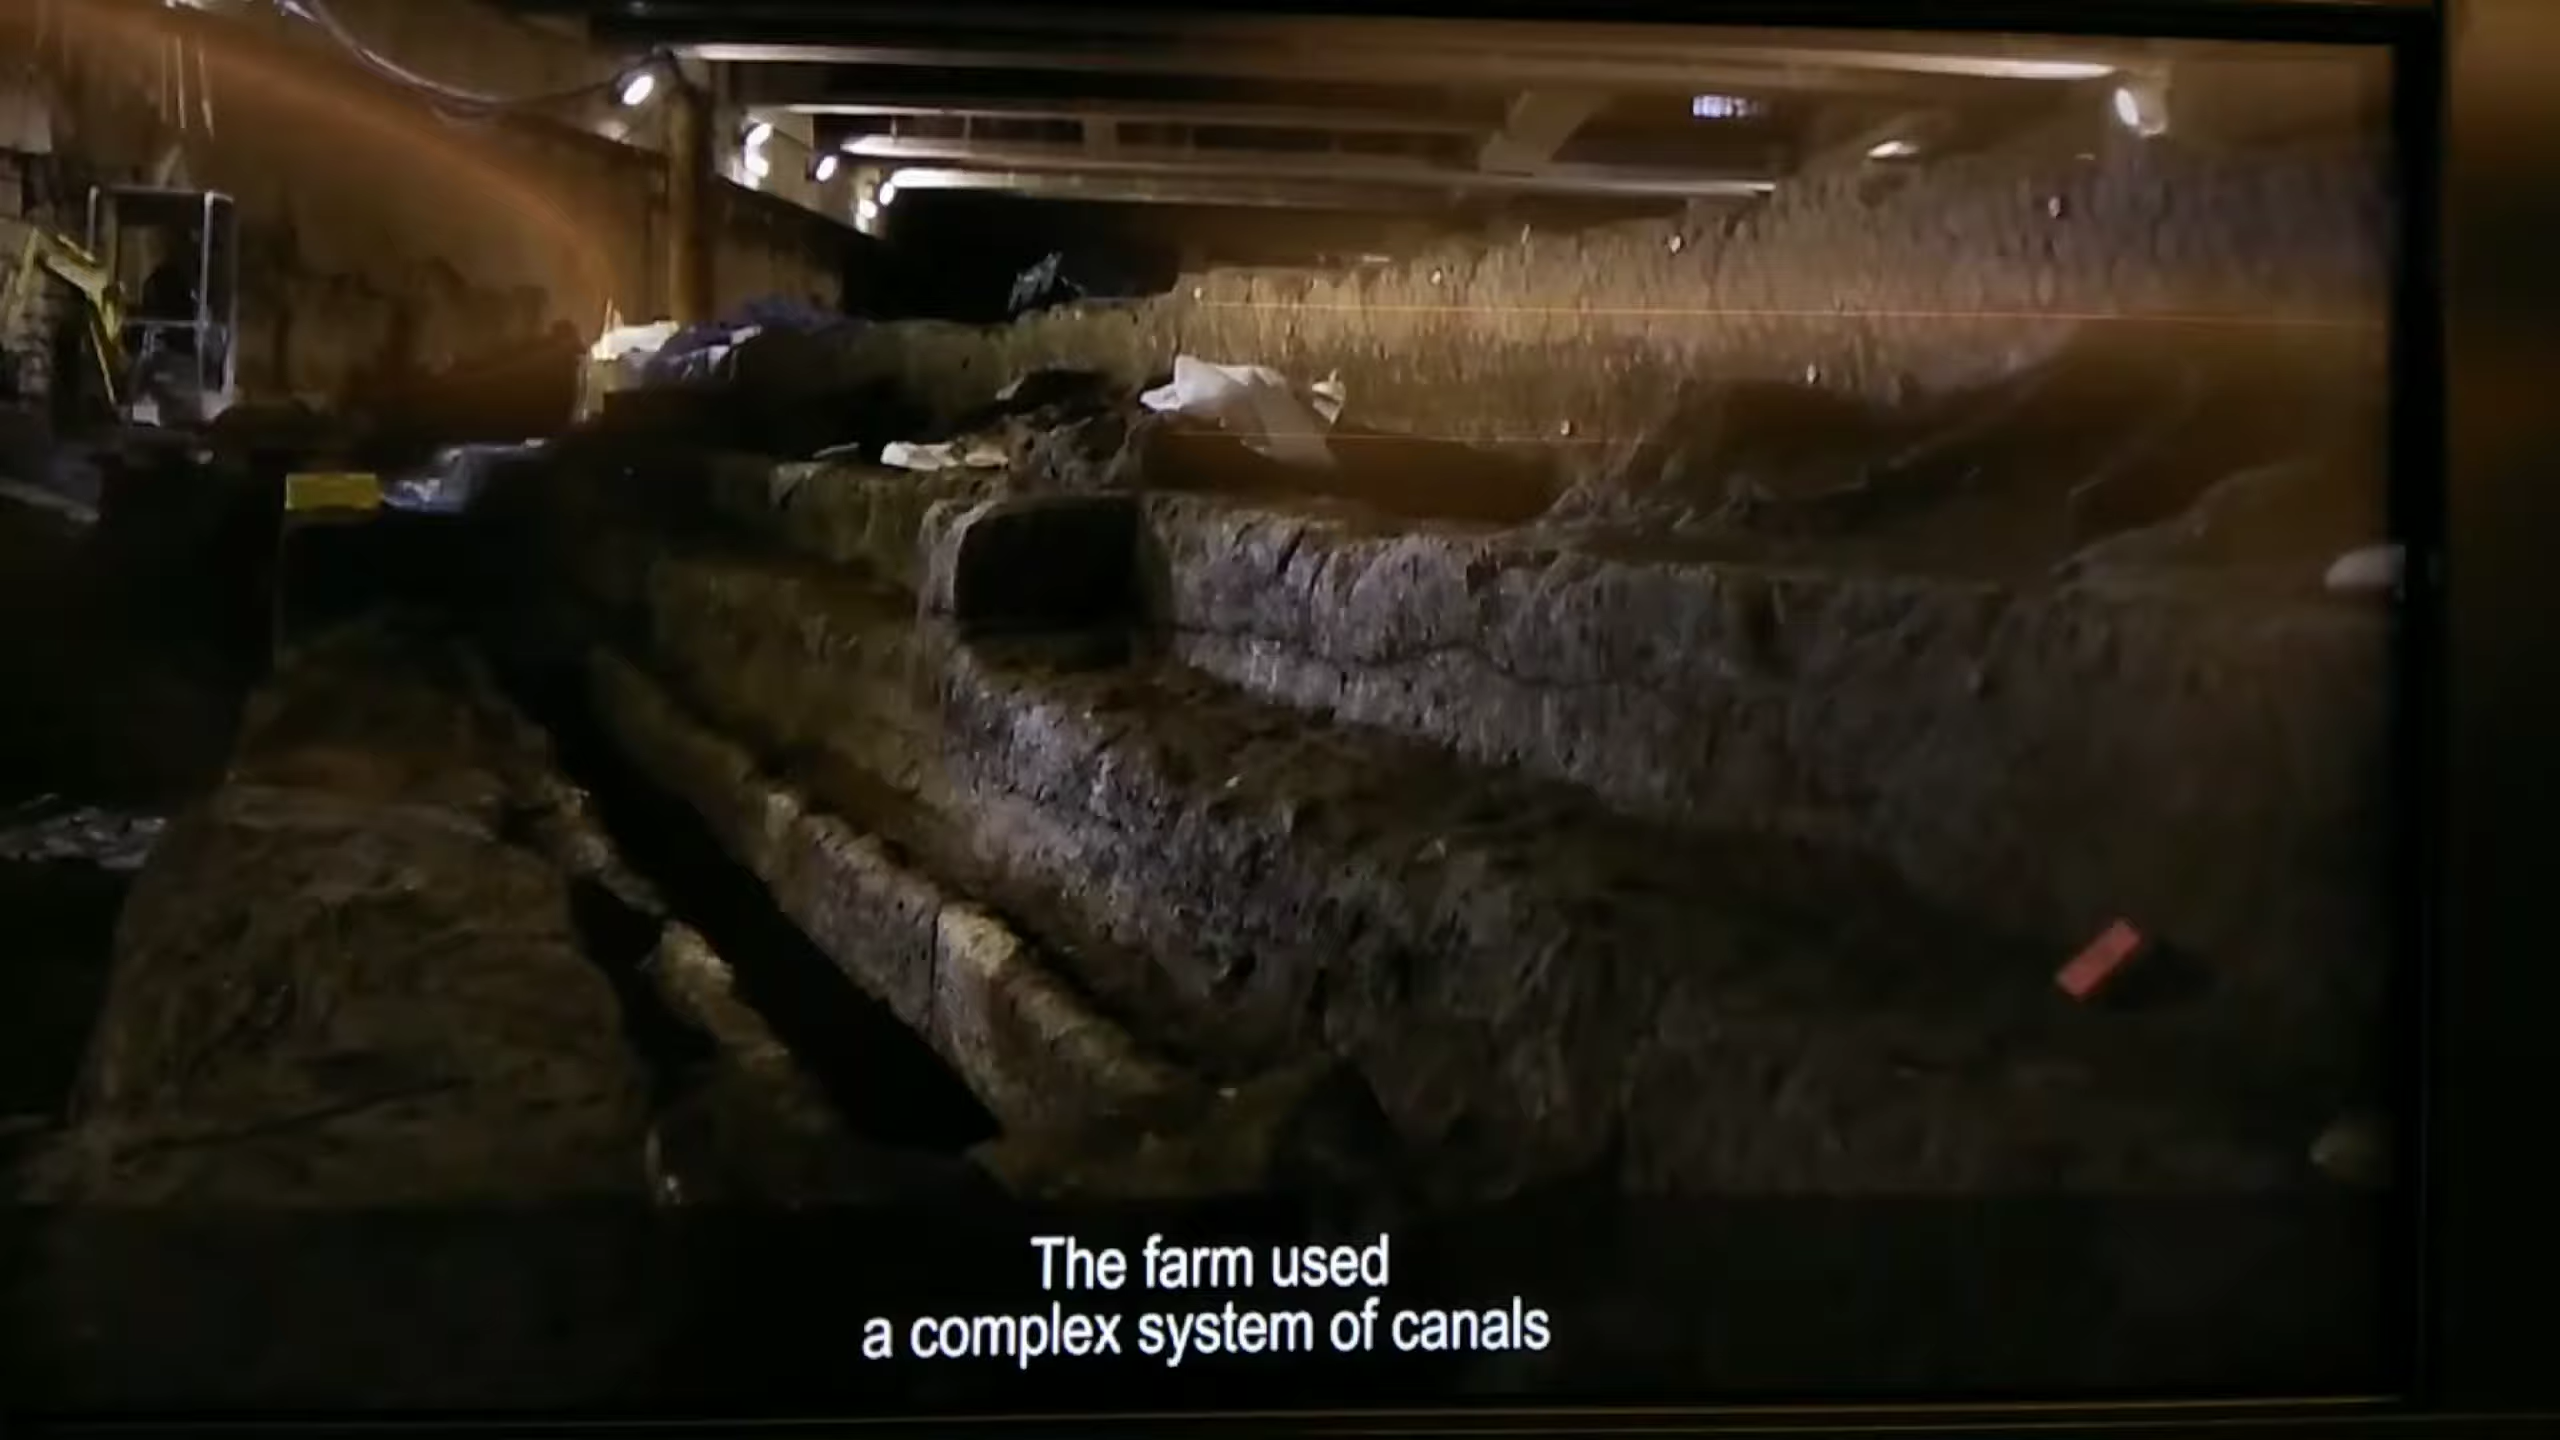 The farm used
a complex system of canals